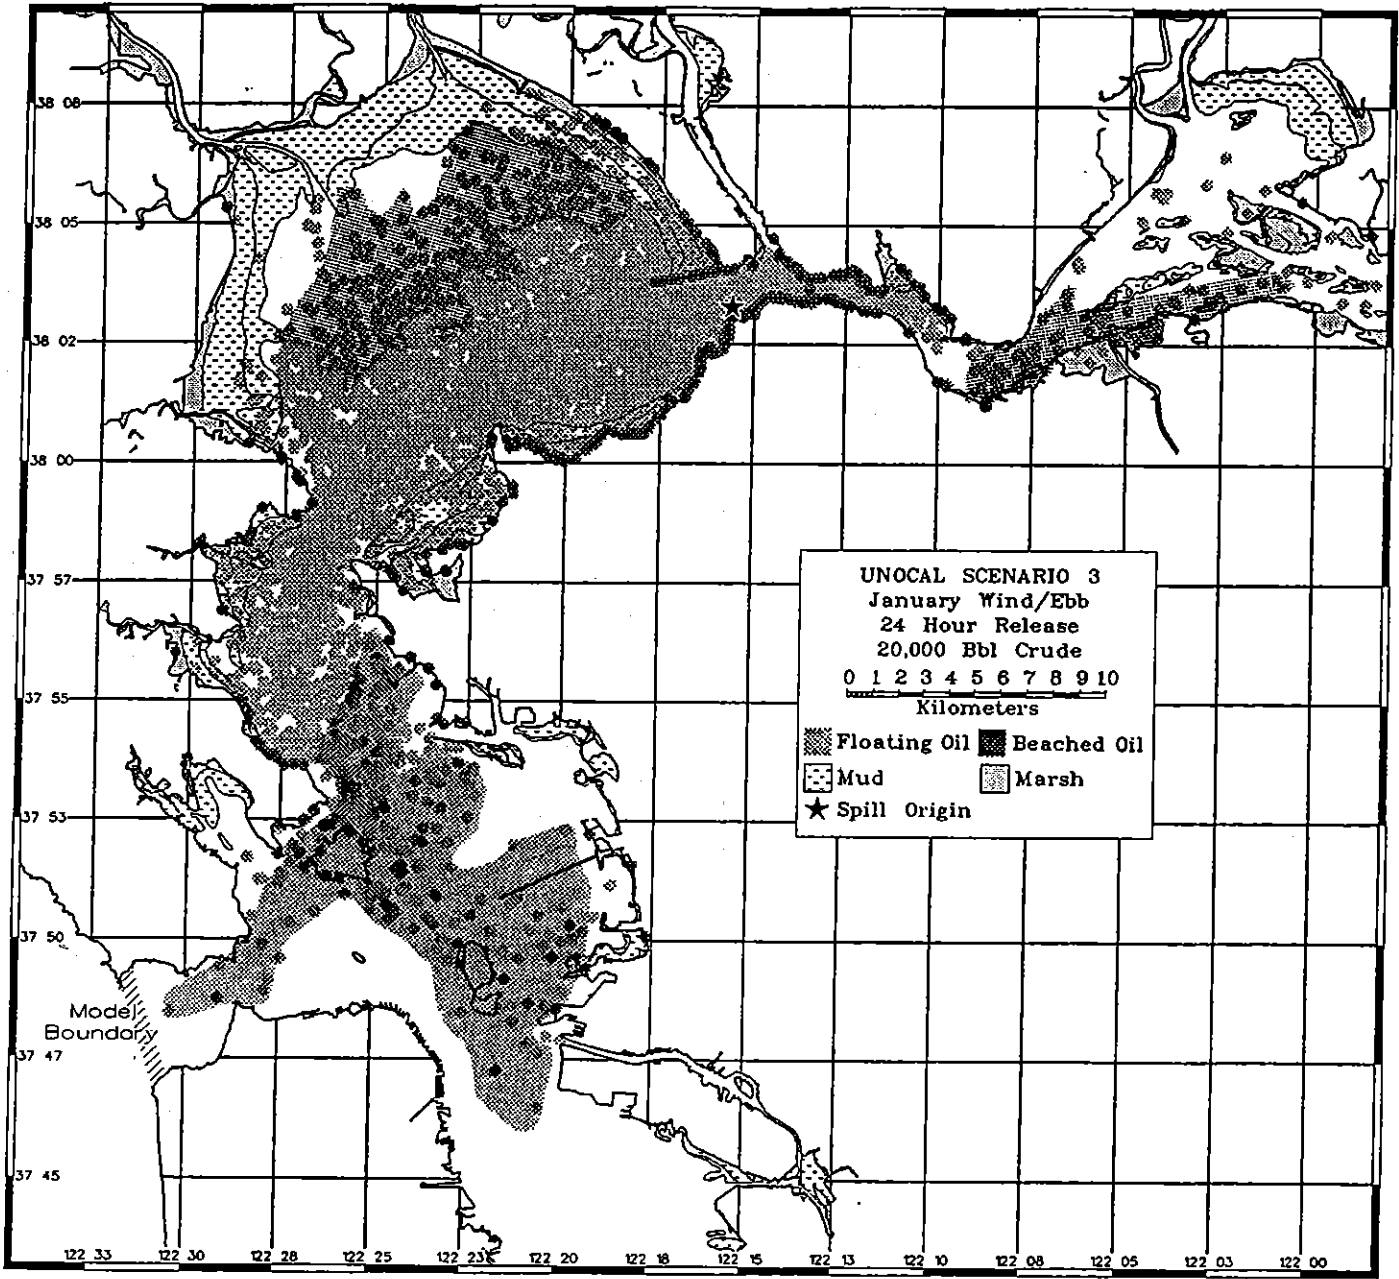 38 08
38 05
38 02
38 00
37 57
37 55
37 53
37 50
37 47
37 45
UNOCAL SCENARIO 3
January Wind/Ebb
24 Hour Release
20,000 Bbl Crude
0 1 2 3 4 5 6 7 8 9 10
Kilometers
Floating Oil Beached Oil
Mud Marsh
Spill Origin
Model
Boundary
122 33 122 30 122 28 122 25 122 23 122 20 122 18 122 15 122 13 122 10 122 08 122 05 122 03 122 00